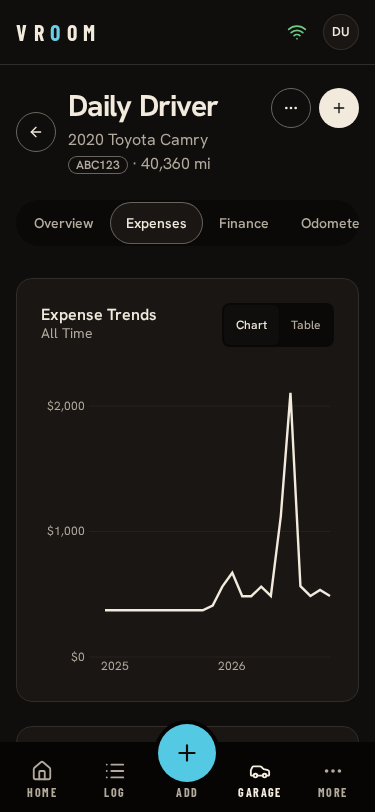 VROOM
DU
Daily Driver
2020 Toyota Camry
ABC123 · 40,360 mi
Overview Expenses Finance Odomete
Expense Trends
All Time
Chart Table
$2,000
$1,000
$0
2025 2026
HOME LOG ADD GARAGE MORE